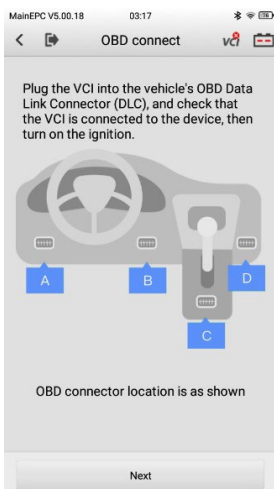 MainEPC V5.00.18 03:17
OBD connect vci
Plug the VCI into the vehicle's OBD Data
Link Connector (DLC), and check that
the VCI is connected to the device, then
turn on the ignition.
A
B
D
C
OBD connector location is as shown
Next